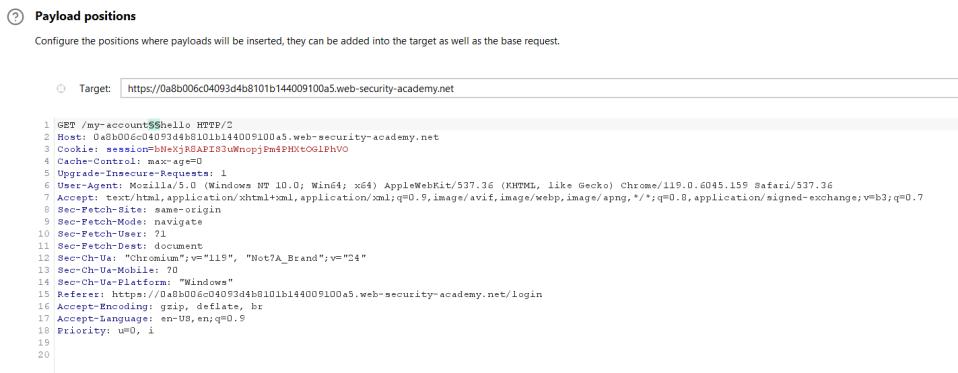 Payload positions
Configure the positions where payloads will be inserted, they can be added into the target as well as the base request.
Target: https://0a8b006c04093d4b8101b144009100a5.web-security-academy.net
1 GET /my-account§§hello HTTP/2
2 Host: 0a8b006c04093d4b8101b144009100a5.web-security-academy.net
3 Cookie: session=bNeXjR8APIS3uWnopjPm4PHXtOGlPhVO
4 Cache-Control: max-age=0
5 Upgrade-Insecure-Requests: 1
6 User-Agent: Mozilla/5.0 (Windows NT 10.0; Win64; x64) AppleWebKit/537.36 (KHTML, like Gecko) Chrome/119.0.6045.159 Safari/537.36
7 Accept: text/html,application/xhtml+xml,application/xml;q=0.9,image/avif,image/webp,image/apng,*/*;q=0.8,application/signed-exchange;v=b3;q=0.7
8 Sec-Fetch-Site: same-origin
9 Sec-Fetch-Mode: navigate
10 Sec-Fetch-User: ?1
11 Sec-Fetch-Dest: document
12 Sec-Ch-Ua: "Chromium";v="119", "Not?A_Brand";v="24"
13 Sec-Ch-Ua-Mobile: ?0
14 Sec-Ch-Ua-Platform: "Windows"
15 Referer: https://0a8b006c04093d4b8101b144009100a5.web-security-academy.net/login
16 Accept-Encoding: gzip, deflate, br
17 Accept-Language: en-US,en;q=0.9
18 Priority: u=0, i
19
20